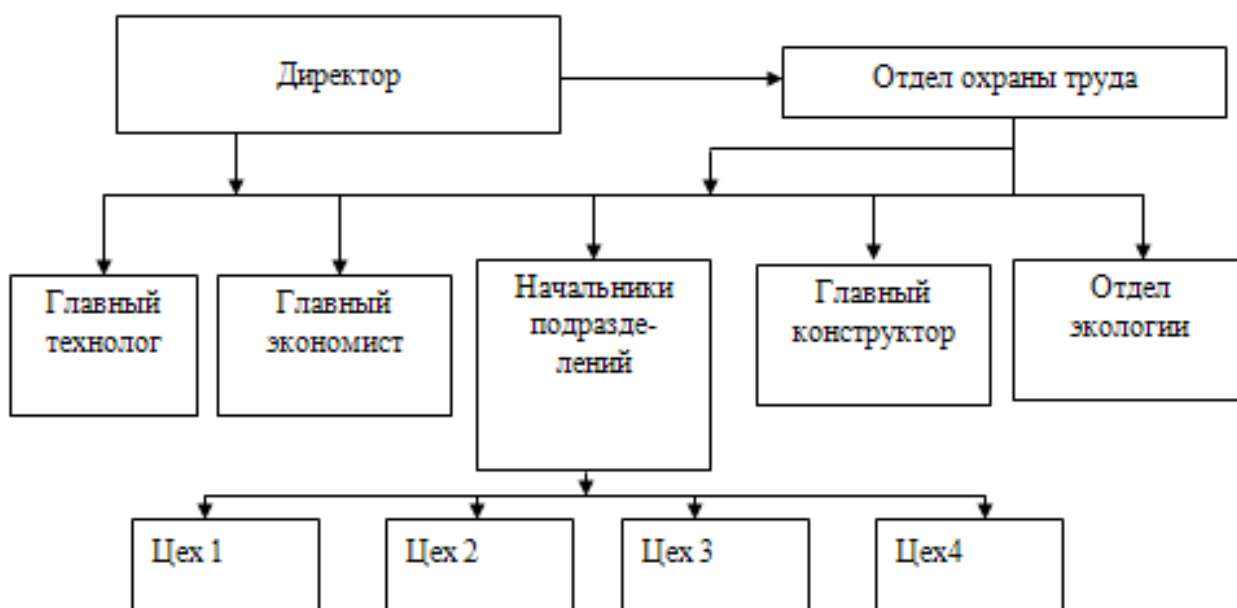 Директор
Отдел охраны труда
Главный
технолог
Главный
экономист
Начальники
подразде-
лений
Главный
конструктор
Отдел
экологии
Цех 1
Цех 2
Цех 3
Цех4